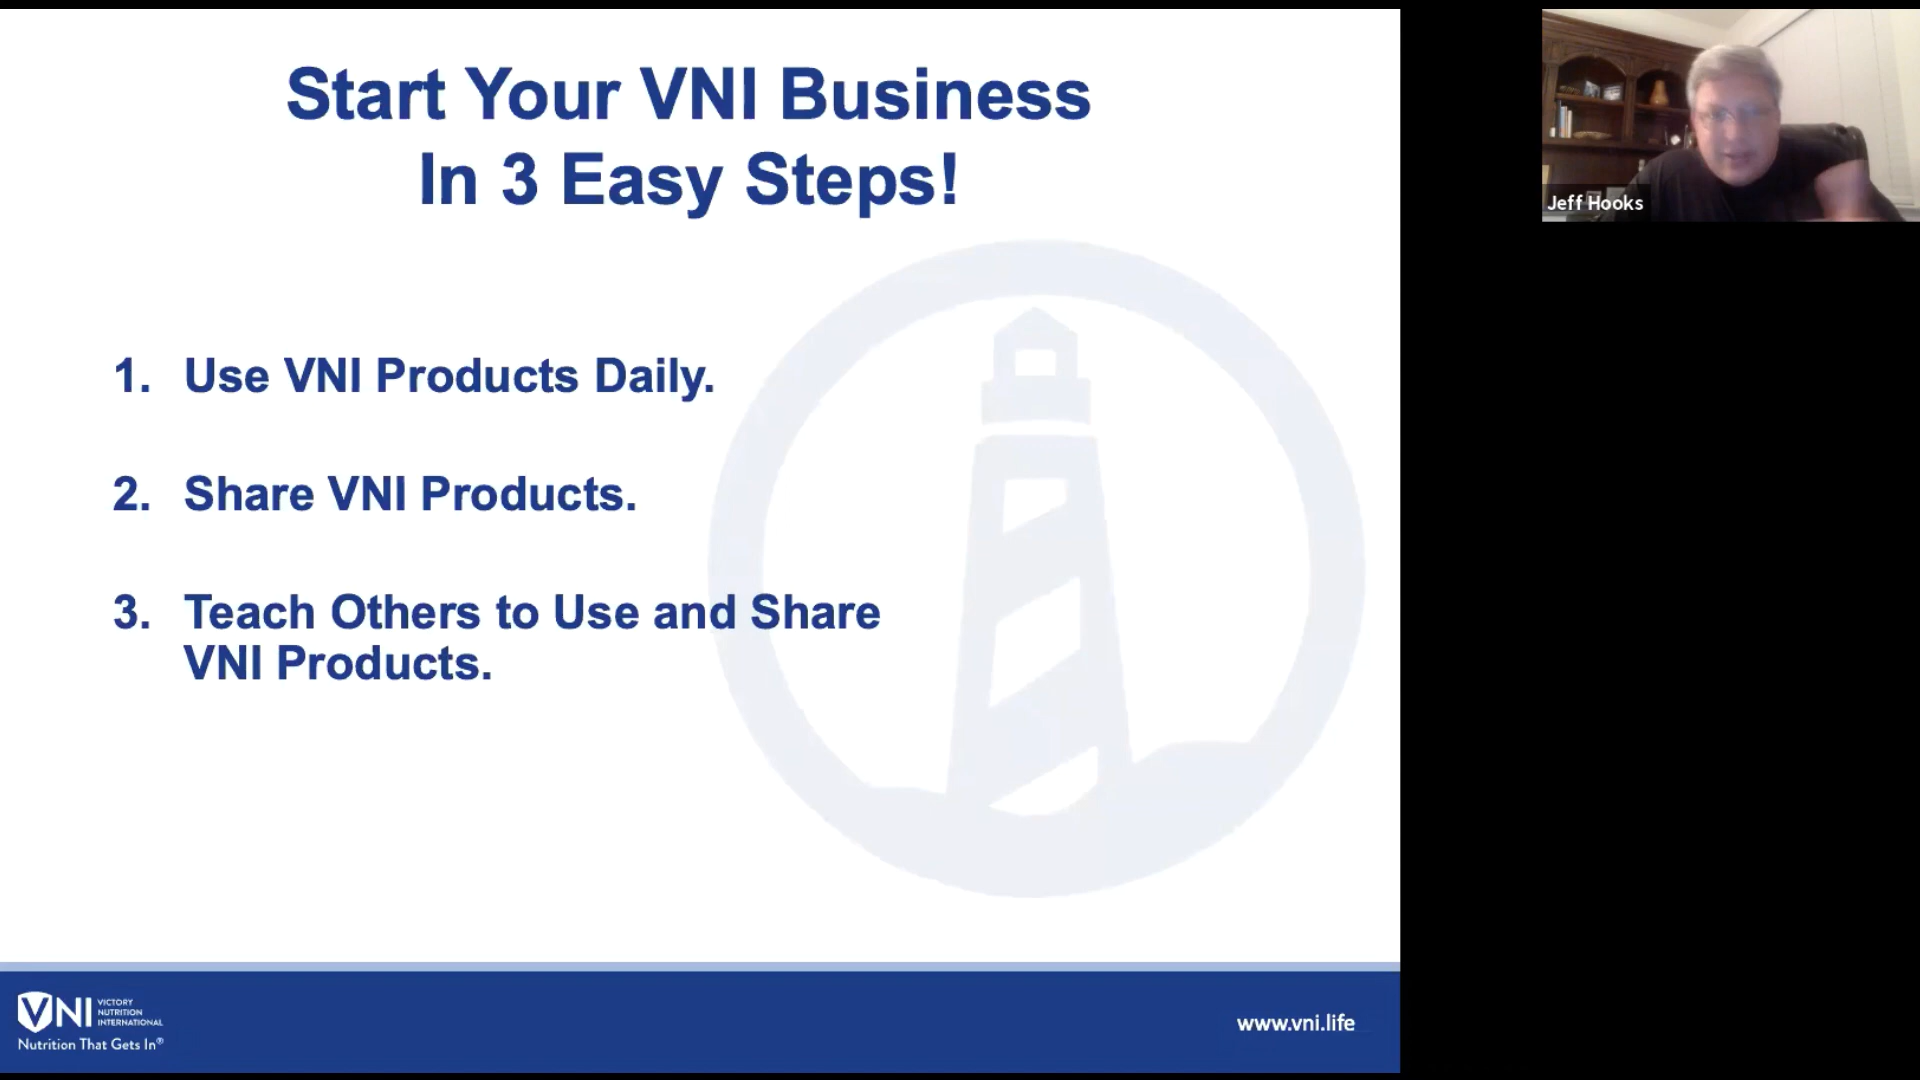 Start Your VNI Business
In 3 Easy Steps!
1. Use VNI Products Daily.
2. Share VNI Products.
3. Teach Others to Use and Share
VNI Products.
VNI VICTORY
NUTRITION
INTERNATIONAL
Nutrition That Gets In®
www.vni.life
Jeff Hooks